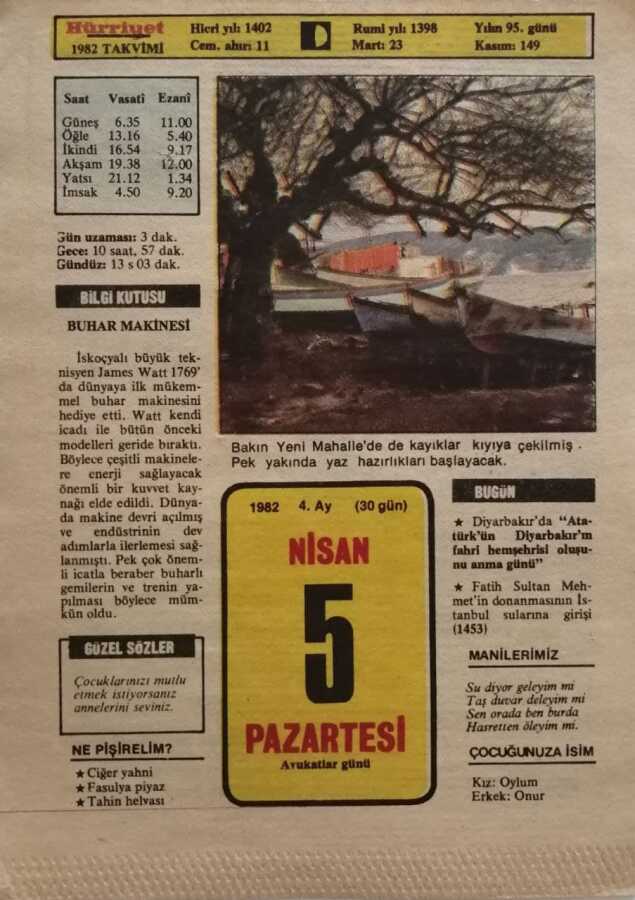 Hürriyet
1982 TAKVİMİ
Hicri yılı: 1402
Cem. ahır: 11
Rumi yılı: 1398
Mart: 23
Yılın 95. günü
Kasım: 149
Saat Vasatî Ezanî
Güneş 6.35 11.00
Öğle 13.16 5.40
İkindi 16.54 9.17
Akşam 19.38 12.00
Yatsı 21.12 1.34
İmsak 4.50 9.20
Gün uzaması: 3 dak.
Gece: 10 saat, 57 dak.
Gündüz: 13 s 03 dak.
BİLGİ KUTUSU
BUHAR MAKİNESİ
İskoçyalı büyük tek-
nisyen James Watt 1769'
da dünyaya ilk mükem-
mel buhar makinesini
hediye etti. Watt kendi
icadı ile bütün önceki
modelleri geride bıraktı.
Böylece çeşitli makinele-
re enerji sağlayacak
önemli bir kuvvet kay-
nağı elde edildi. Dünya-
da makine devri açılmış
ve endüstrinin dev
adımlarla ilerlemesi sağ-
lanmıştı. Pek çok önem-
li icatla beraber buharlı
gemilerin ve trenin ya-
pılması böylece müm-
kün oldu.
GÜZEL SÖZLER
Çocuklarınızı mutlu
etmek istiyorsanız
annelerini seviniz.
NE PİŞİRELİM?
★ Ciğer yahni
★ Fasulya piyaz
★ Tahin helvası
Bakın Yeni Mahalle'de de kayıklar kıyıya çekilmiş.
Pek yakında yaz hazırlıkları başlayacak.
1982 4. Ay (30 gün)
NİSAN
5
PAZARTESİ
Avukatlar günü
BUGÜN
★ Diyarbakır'da "Ata-
türk'ün Diyarbakır'ın
fahri hemşehrisi oluşu-
nu anma günü"
★ Fatih Sultan Meh-
met'in donanmasının İs-
tanbul sularına girişi
(1453)
MANİLERİMİZ
Su diyor geleyim mi
Taş duvar deleyim mi
Sen orada ben burda
Hasretten öleyim mi.
ÇOCUĞUNUZA İSİM
Kız: Oylum
Erkek: Onur